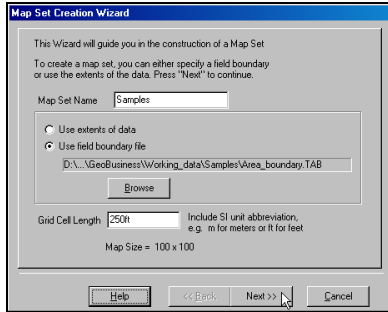 Map Set Creation Wizard
This Wizard will guide you in the construction of a Map Set
To create a map set, you can either specify a field boundary
or use the extents of the data. Press "Next" to continue.
Map Set Name Samples
Use extents of data
Use field boundary file
D:\...\GeoBusiness\Working_data\Samples\Area_boundary.TAB
Browse
Grid Cell Length 250ft Include SI unit abbreviation,
e.g. m for meters or ft for feet
Map Size = 100 x 100
Help << Back Next >> Cancel